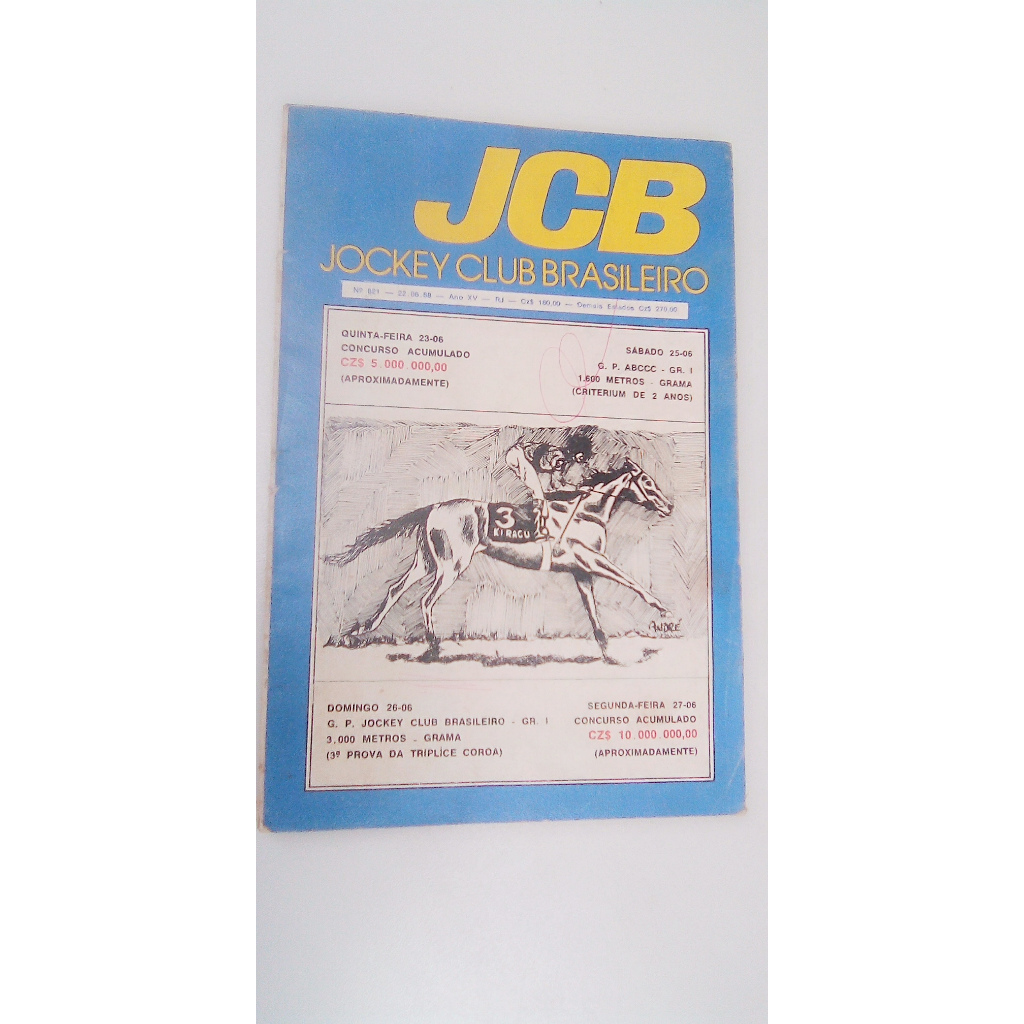 JCB
JOCKEY CLUB BRASILEIRO
Nº 821 — 22 06 88 — Ano XV — RJ — Cz$ 180,00 — Demais Estados Cz$ 270,00
QUINTA-FEIRA 23-06
CONCURSO ACUMULADO
CZ$ 5.000.000,00
(APROXIMADAMENTE)
SÁBADO 25-06
G. P. ABCCC - GR. I
1.600 METROS - GRAMA
(CRITERIUM DE 2 ANOS)
3
KIRAGU
ANDRÉ
DOMINGO 26-06
G. P. JOCKEY CLUB BRASILEIRO - GR. I
3.000 METROS - GRAMA
(3ª PROVA DA TRÍPLICE COROA)
SEGUNDA-FEIRA 27-06
CONCURSO ACUMULADO
CZ$ 10.000.000,00
(APROXIMADAMENTE)